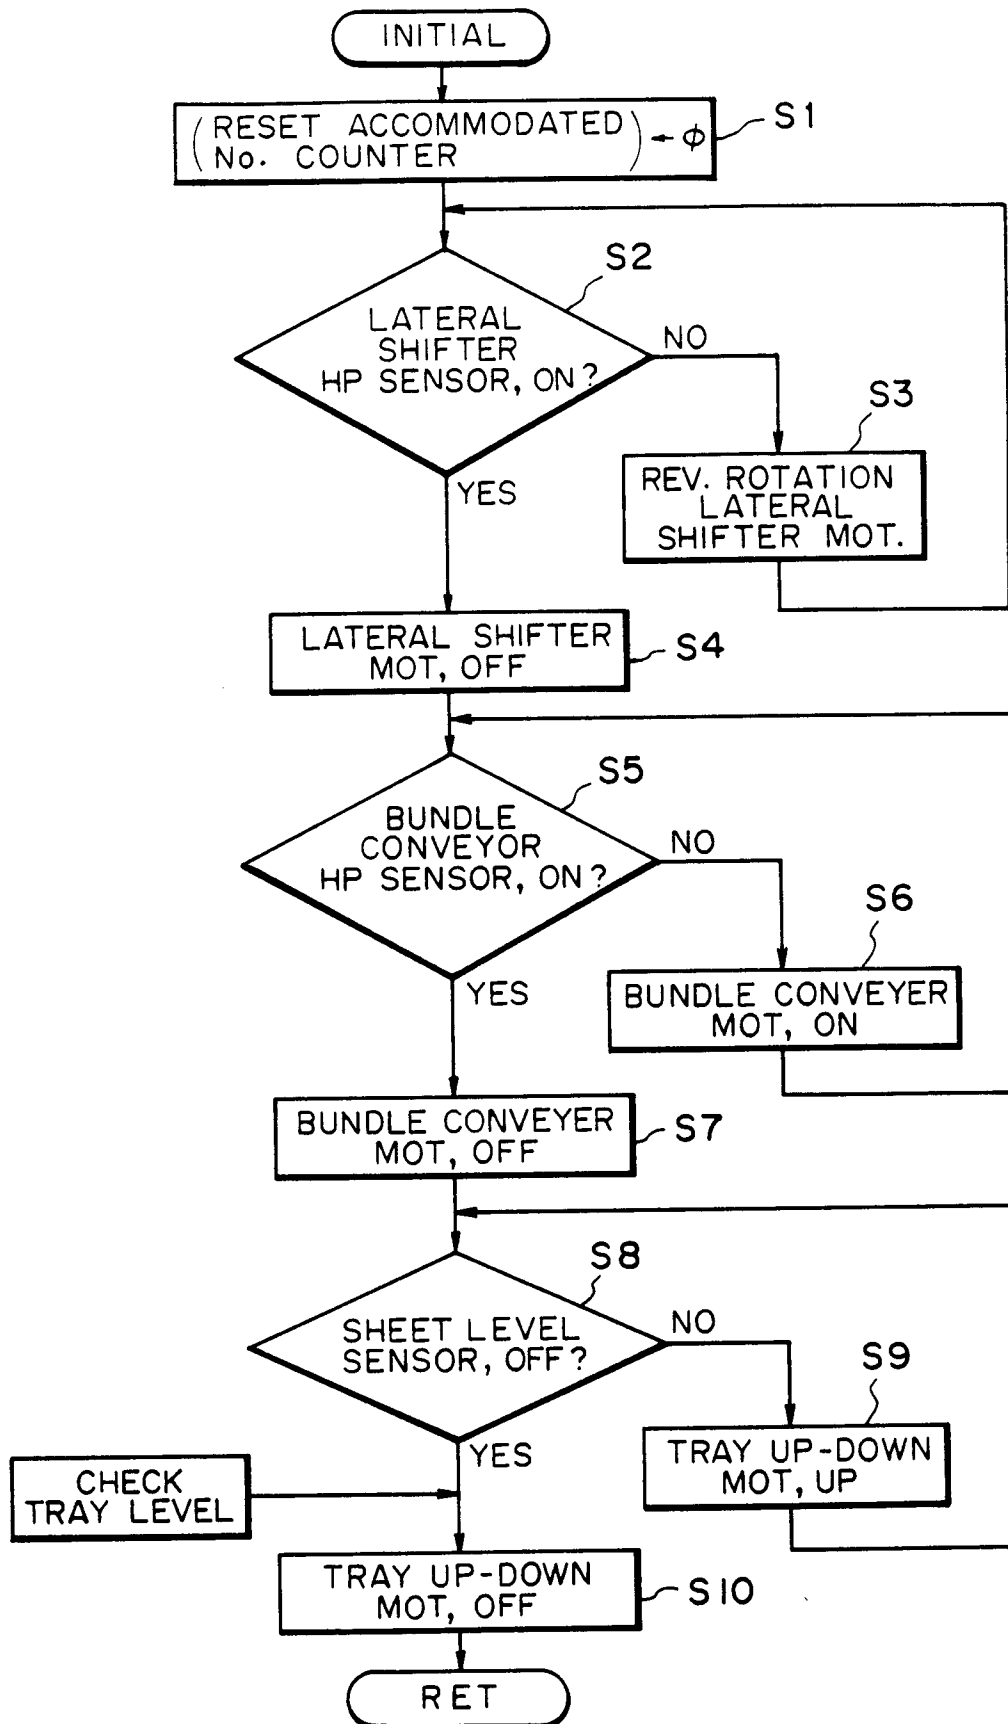 INITIAL
(RESET ACCOMMODATED
No. COUNTER) ← φ
S1
S2
LATERAL
SHIFTER
HP SENSOR, ON?
NO
S3
REV. ROTATION
LATERAL
SHIFTER MOT.
YES
LATERAL SHIFTER
MOT, OFF
S4
S5
BUNDLE
CONVEYOR
HP SENSOR, ON?
NO
S6
BUNDLE CONVEYER
MOT, ON
YES
BUNDLE CONVEYER
MOT, OFF
S7
S8
SHEET LEVEL
SENSOR, OFF?
NO
S9
TRAY UP-DOWN
MOT, UP
YES
CHECK
TRAY LEVEL
TRAY UP-DOWN
MOT, OFF
S10
RET